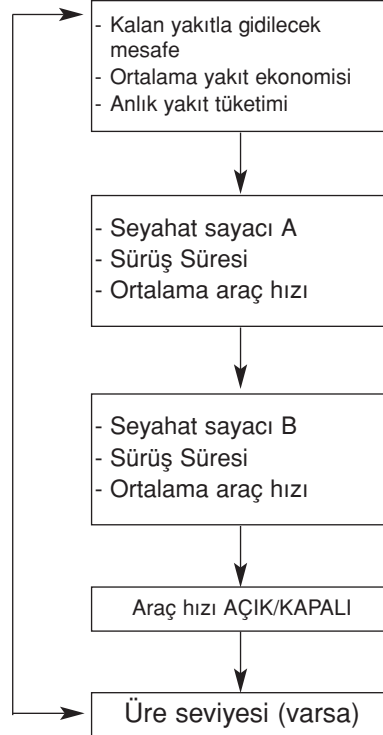 - Kalan yakıtla gidilecek
mesafe
- Ortalama yakıt ekonomisi
- Anlık yakıt tüketimi
- Seyahat sayacı A
- Sürüş Süresi
- Ortalama araç hızı
- Seyahat sayacı B
- Sürüş Süresi
- Ortalama araç hızı
Araç hızı AÇIK/KAPALI
Üre seviyesi (varsa)